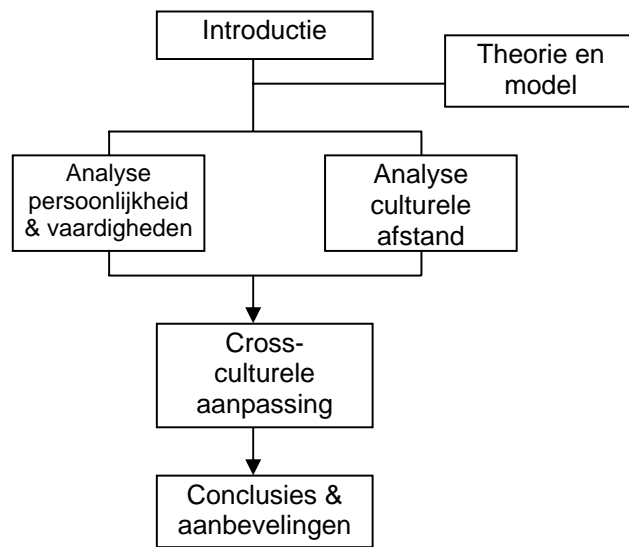 Introductie
Theorie en
model
Analyse
persoonlijkheid
& vaardigheden
Analyse
culturele
afstand
Cross-
culturele
aanpassing
Conclusies &
aanbevelingen